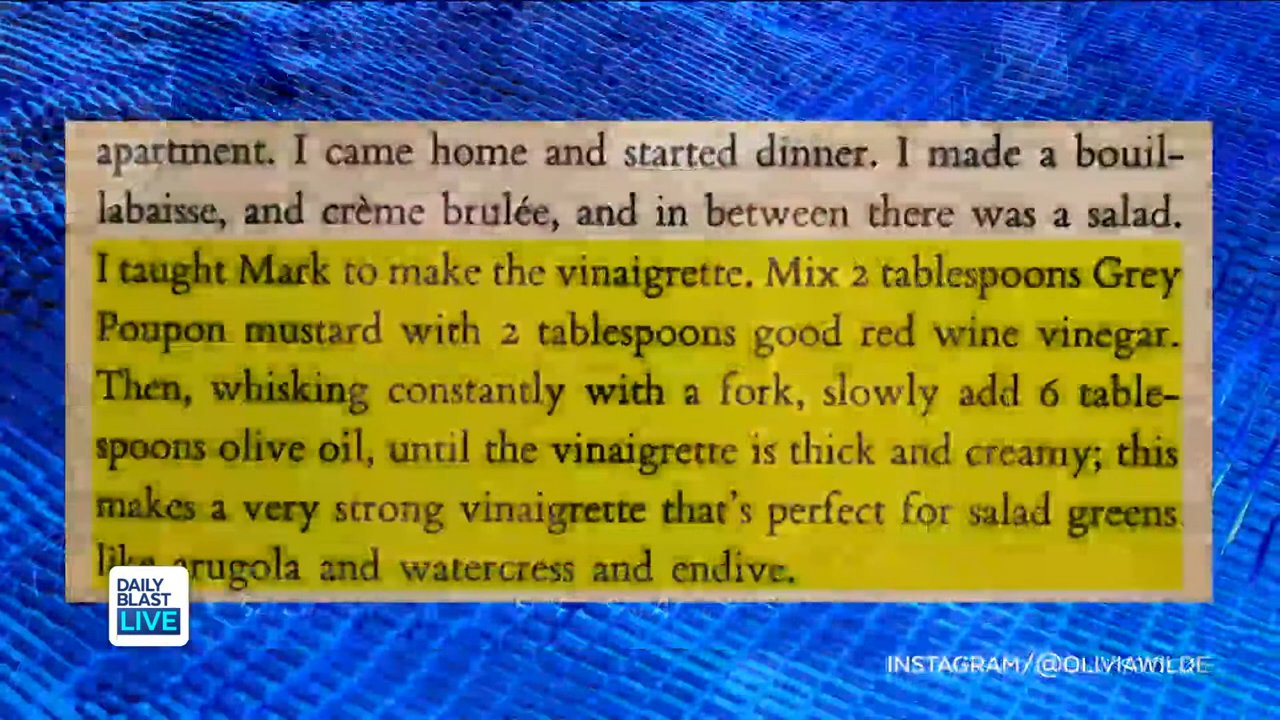 apartment. I came home and started dinner. I made a bouil-
labaisse, and crème brulée, and in between there was a salad.
I taught Mark to make the vinaigrette. Mix 2 tablespoons Grey
Poupon mustard with 2 tablespoons good red wine vinegar.
Then, whisking constantly with a fork, slowly add 6 table-
spoons olive oil, until the vinaigrette is thick and creamy; this
makes a very strong vinaigrette that's perfect for salad greens
like arugola and watercress and endive.
DAILY
BLAST
LIVE
INSTAGRAM/@OLIVIAWILDE